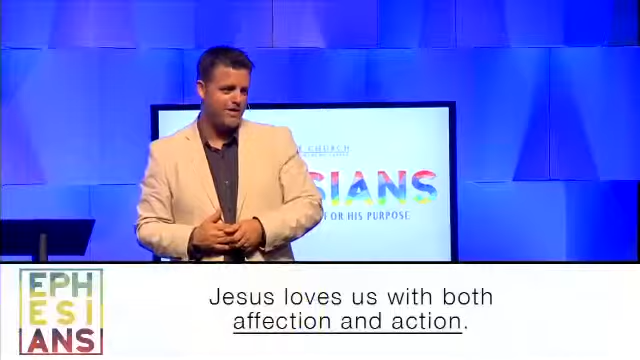 CHURCH
SIANS
FOR HIS PURPOSE
EPH
ESI
ANS
Jesus loves us with both
affection and action.